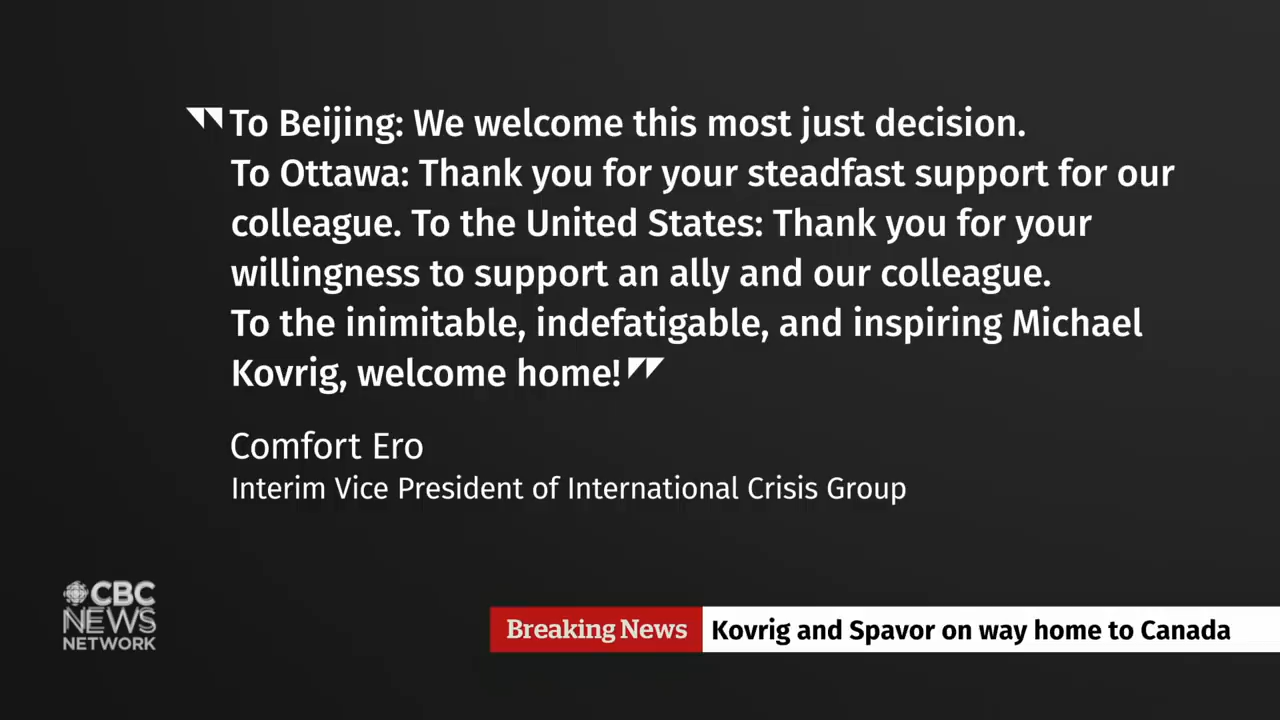 "To Beijing: We welcome this most just decision.
To Ottawa: Thank you for your steadfast support for our
colleague. To the United States: Thank you for your
willingness to support an ally and our colleague.
To the inimitable, indefatigable, and inspiring Michael
Kovrig, welcome home!"
Comfort Ero
Interim Vice President of International Crisis Group
CBC
NEWS
NETWORK
Breaking News Kovrig and Spavor on way home to Canada